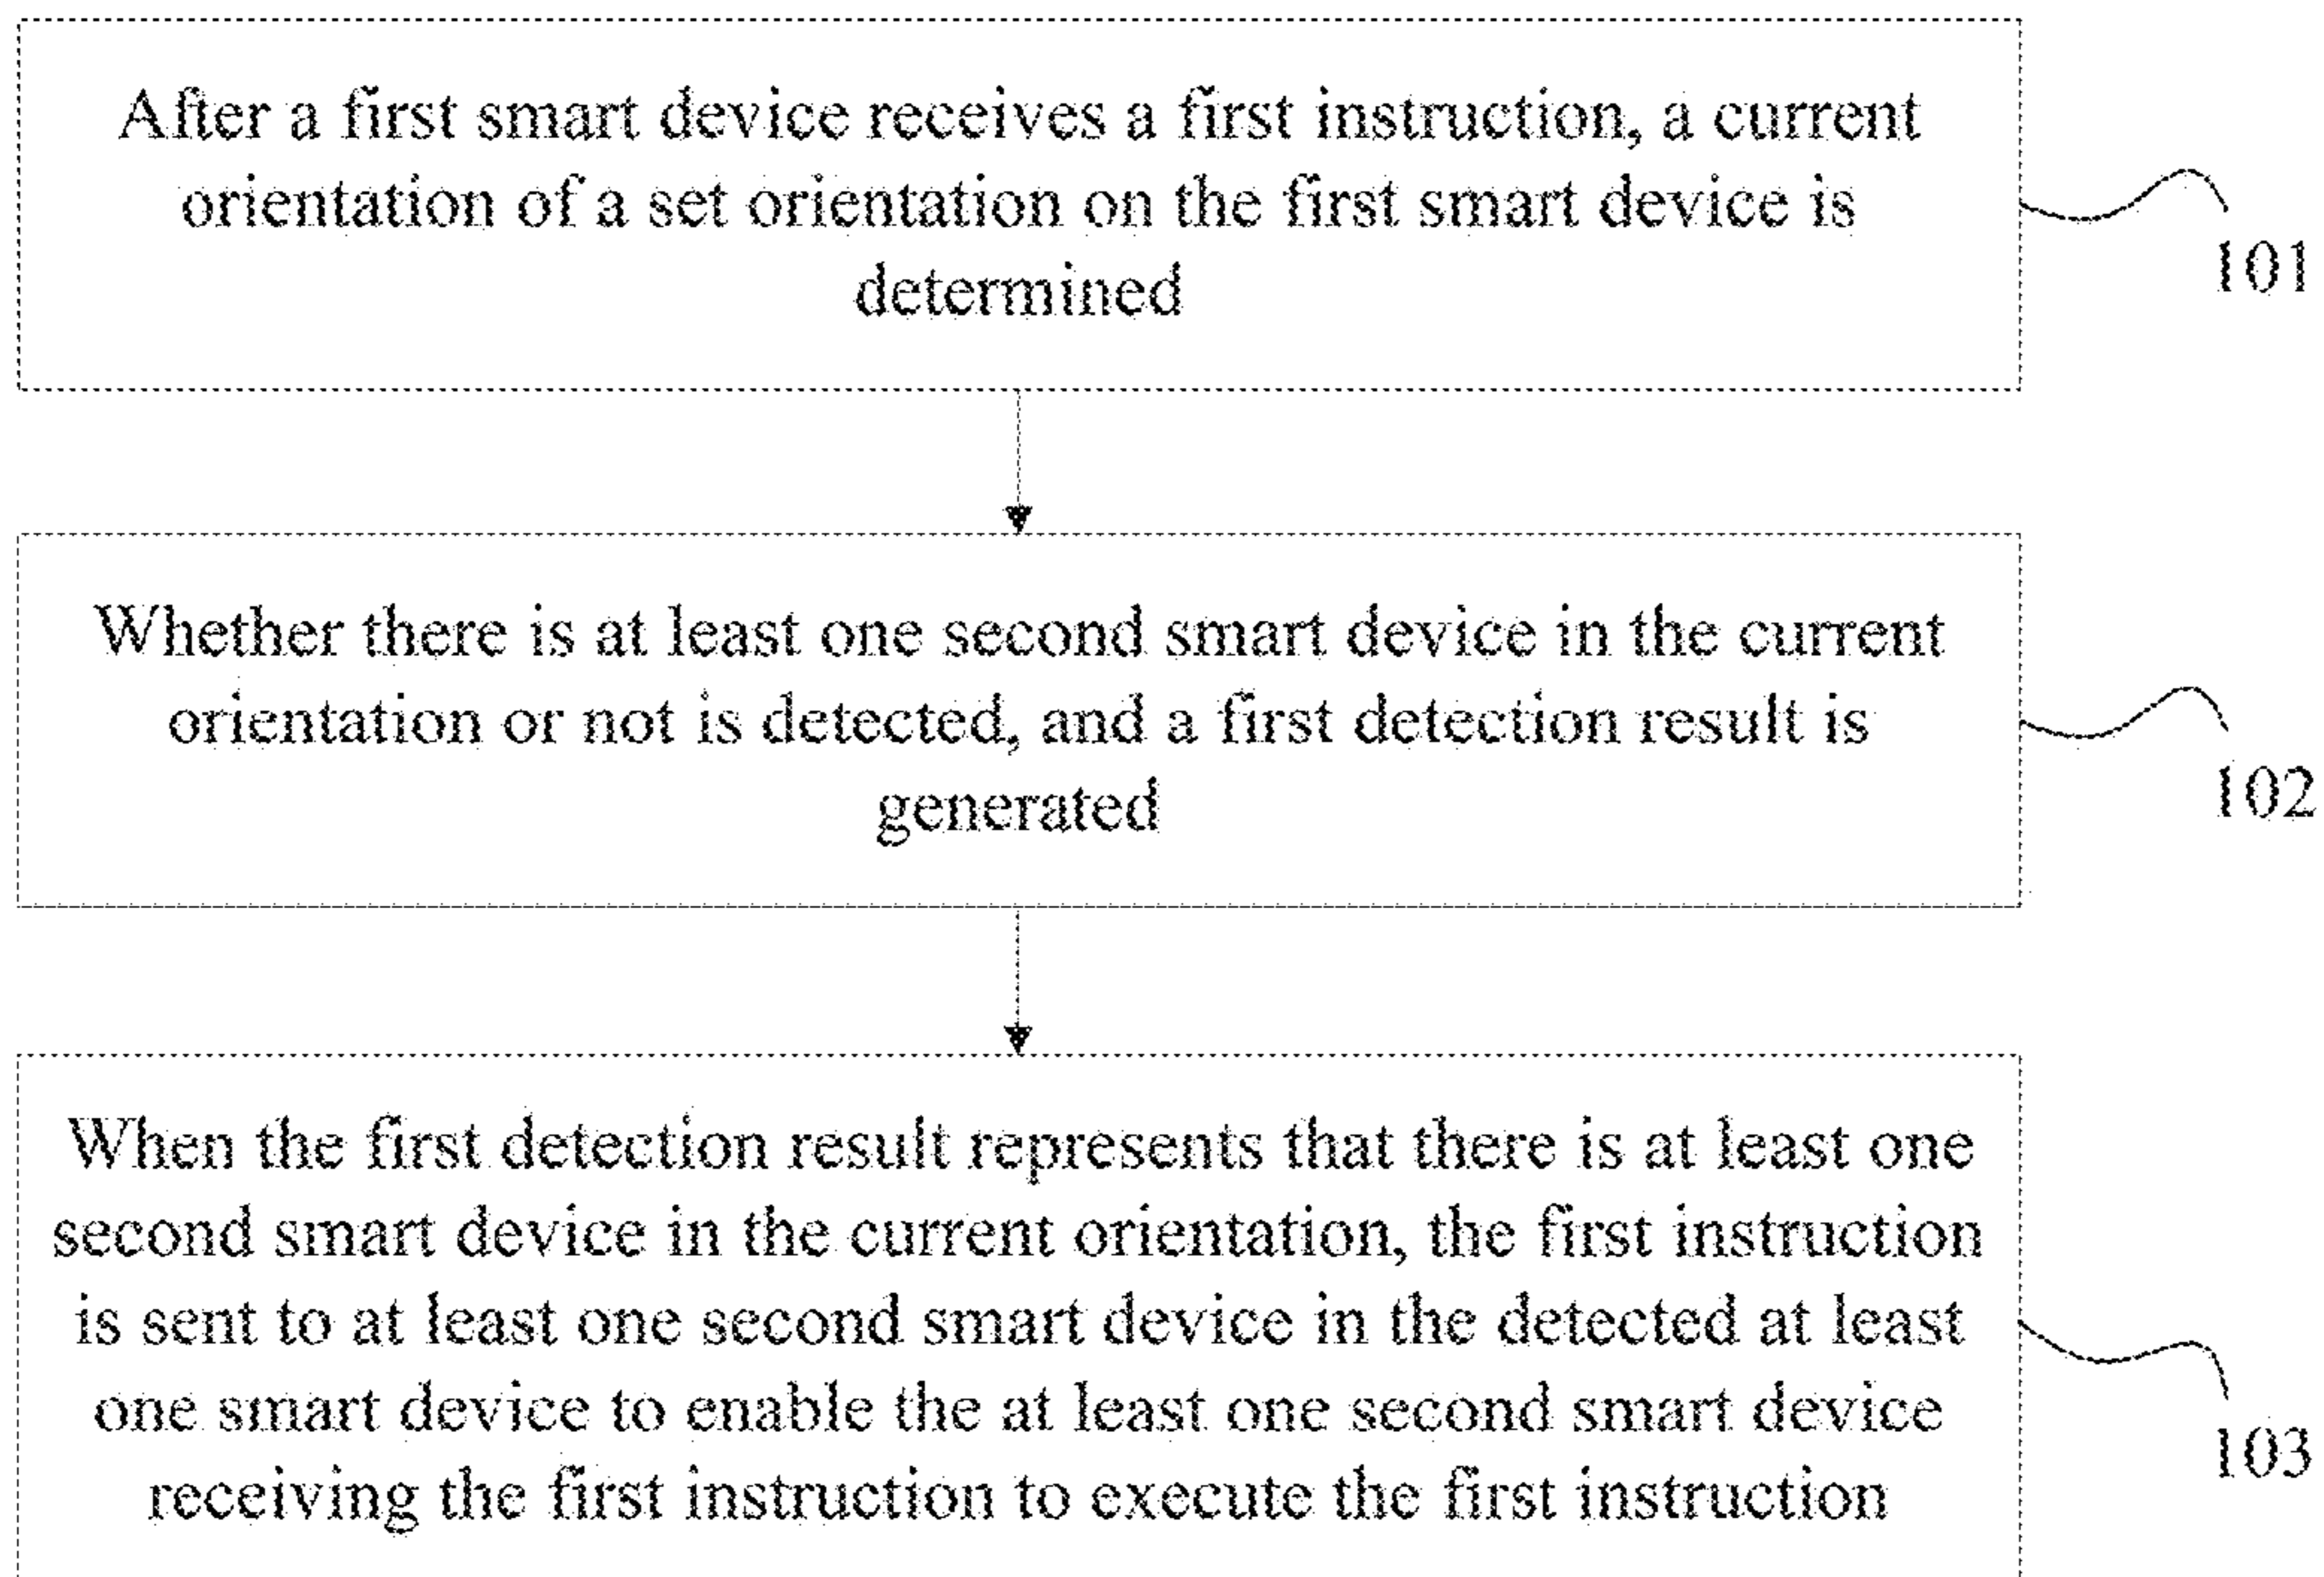 After a first smart device receives a first instruction, a current
orientation of a set orientation on the first smart device is
determined
101
Whether there is at least one second smart device in the current
orientation or not is detected, and a first detection result is
generated
102
When the first detection result represents that there is at least one
second smart device in the current orientation, the first instruction
is sent to at least one second smart device in the detected at least
one smart device to enable the at least one second smart device
receiving the first instruction to execute the first instruction
103